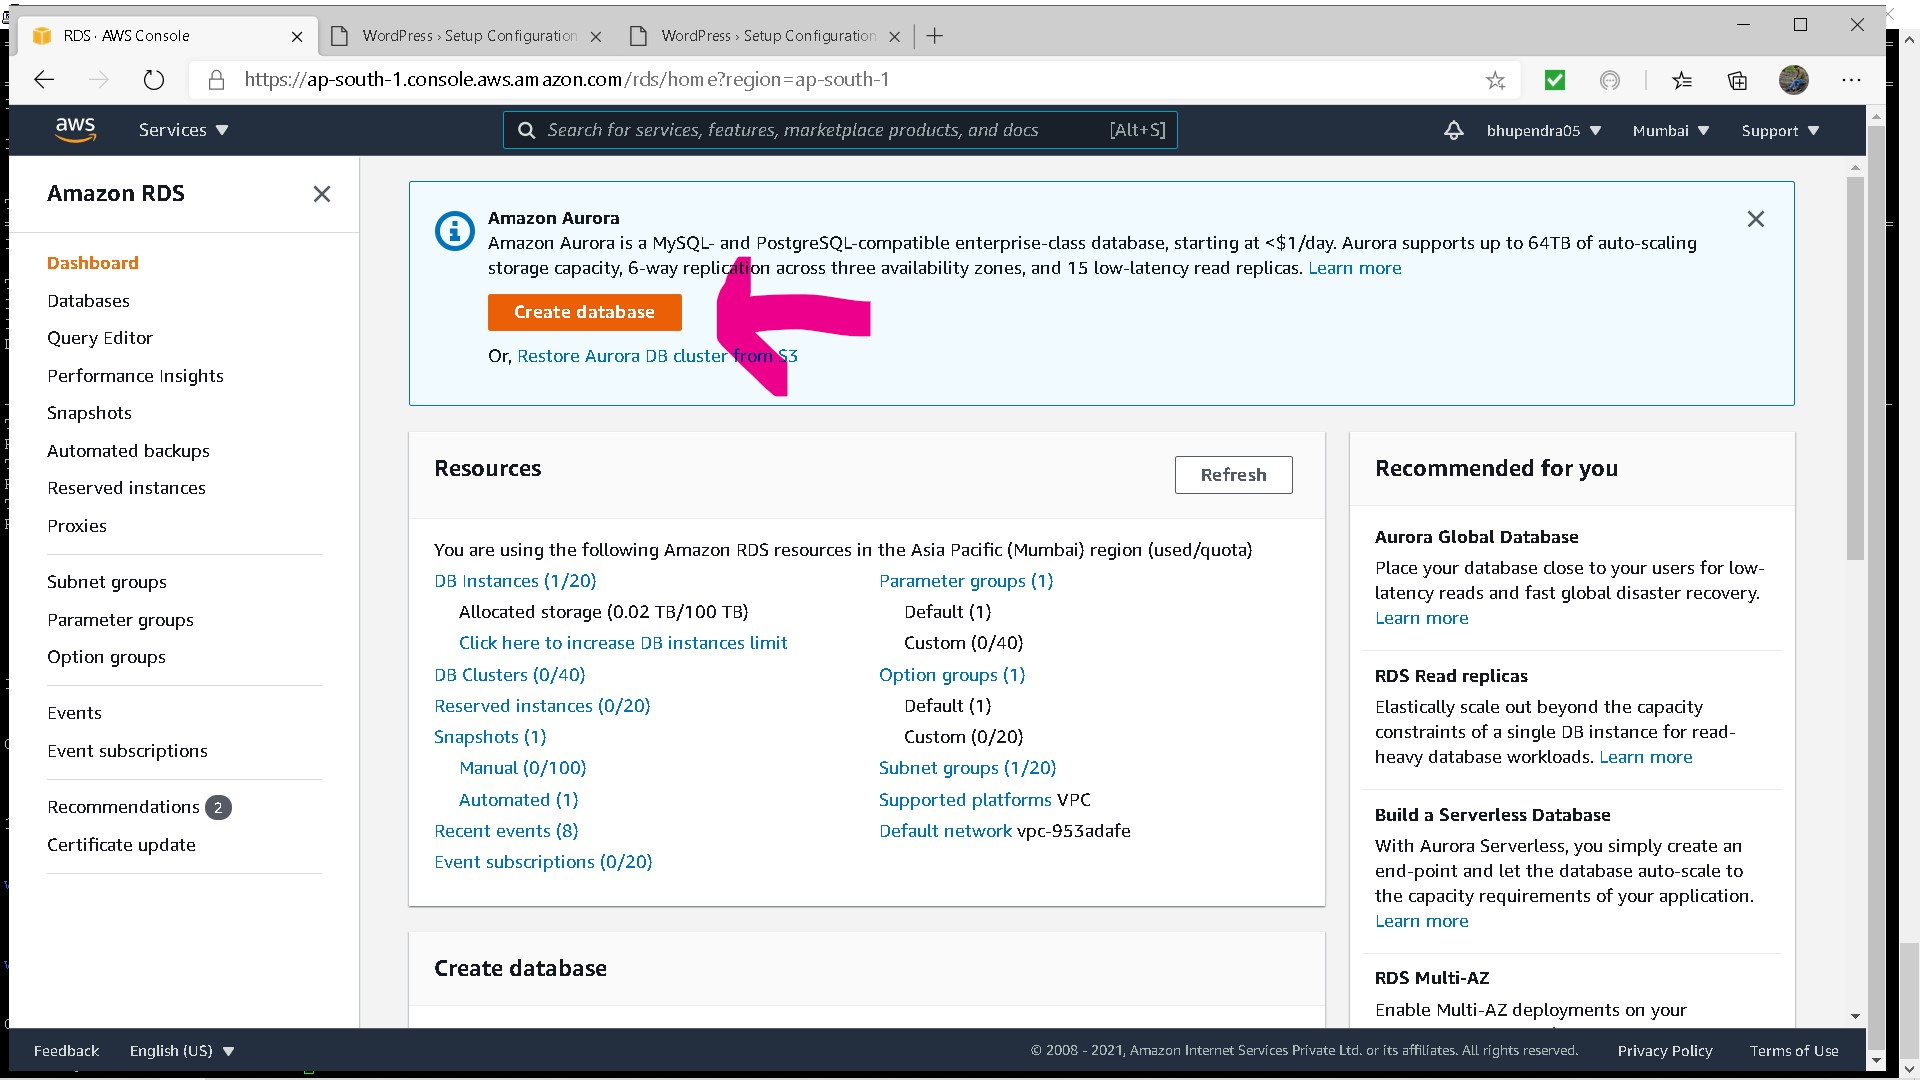 RDS · AWS Console
WordPress › Setup Configuration
WordPress › Setup Configuration
https://ap-south-1.console.aws.amazon.com/rds/home?region=ap-south-1
aws
Services
Search for services, features, marketplace products, and docs
[Alt+S]
bhupendra05
Mumbai
Support
Amazon RDS
Dashboard
Databases
Query Editor
Performance Insights
Snapshots
Automated backups
Reserved instances
Proxies
Subnet groups
Parameter groups
Option groups
Events
Event subscriptions
Recommendations 2
Certificate update
Amazon Aurora
Amazon Aurora is a MySQL- and PostgreSQL-compatible enterprise-class database, starting at <$1/day. Aurora supports up to 64TB of auto-scaling
storage capacity, 6-way replication across three availability zones, and 15 low-latency read replicas. Learn more
Create database
Or, Restore Aurora DB cluster from S3
Resources
Refresh
You are using the following Amazon RDS resources in the Asia Pacific (Mumbai) region (used/quota)
DB Instances (1/20)
Allocated storage (0.02 TB/100 TB)
Click here to increase DB instances limit
DB Clusters (0/40)
Reserved instances (0/20)
Snapshots (1)
Manual (0/100)
Automated (1)
Recent events (8)
Event subscriptions (0/20)
Parameter groups (1)
Default (1)
Custom (0/40)
Option groups (1)
Default (1)
Custom (0/20)
Subnet groups (1/20)
Supported platforms VPC
Default network vpc-953adafe
Create database
Recommended for you
Aurora Global Database
Place your database close to your users for low-
latency reads and fast global disaster recovery.
Learn more
RDS Read replicas
Elastically scale out beyond the capacity
constraints of a single DB instance for read-
heavy database workloads. Learn more
Build a Serverless Database
With Aurora Serverless, you simply create an
end-point and let the database auto-scale to
the capacity requirements of your application.
Learn more
RDS Multi-AZ
Enable Multi-AZ deployments on your
Feedback
English (US)
© 2008 - 2021, Amazon Internet Services Private Ltd. or its affiliates. All rights reserved.
Privacy Policy
Terms of Use